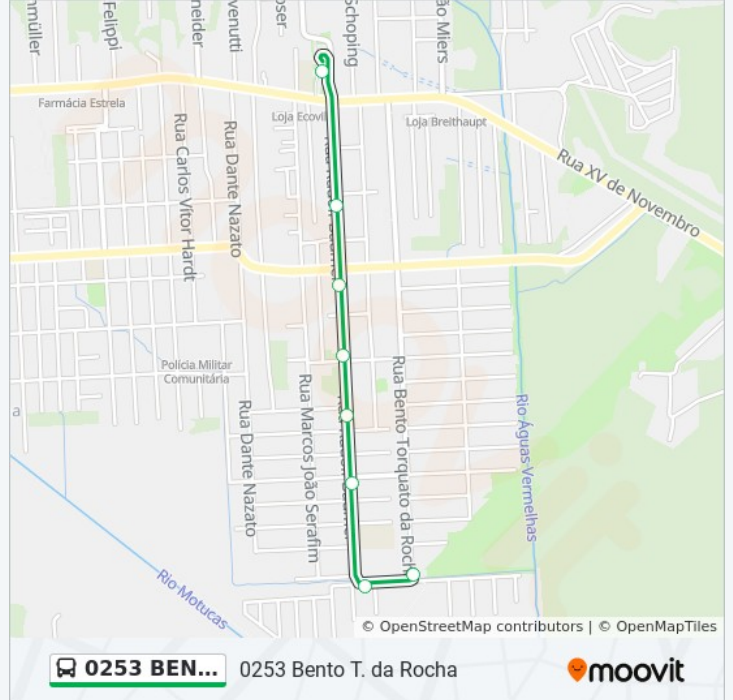 nmüller
Felippi
neider
venutti
oser
Schoping
ão Miers
Farmácia Estrela
Loja Ecovil
Loja Breithaupt
Rua XV de Novembro
Rua Carlos Vitor Hardt
Rua Dante Nazato
Polícia Militar
Comunitária
a
Rua Dante Nazato
Rua Marcos João Serafim
Rua Bento Torquato da Roch
Rio Águas Vermelhas
Rio Motucas
© OpenStreetMap contributors | © OpenMapTiles
0253 BEN...
0253 Bento T. da Rocha
moovit